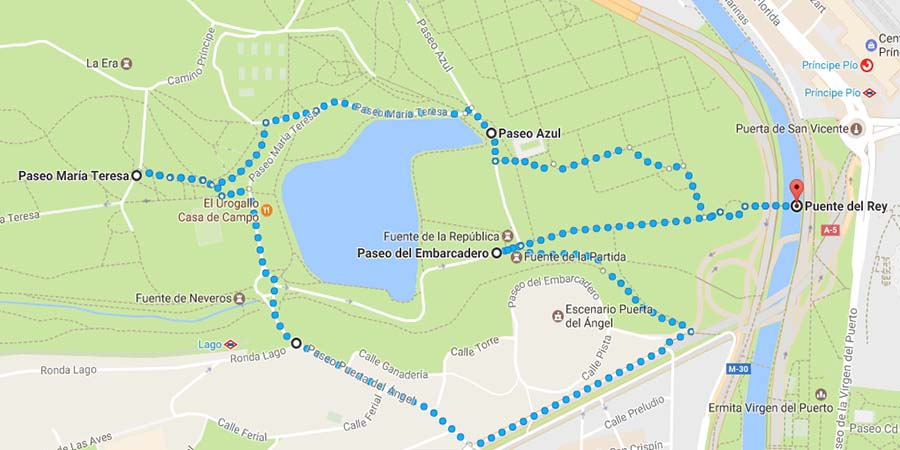 Marinas
Florida
Mozart
Cen
Prínc
Príncipe Pío
Príncipe Pío
Puerta de San Vicente
La Era
Camino Príncipe
Paseo Azul
Paseo María Teresa
Paseo María Teresa
Paseo Azul
Paseo María Teresa
Teresa
El Urogallo
Casa de Campo
Puente del Rey
A-5
Fuente de la República
Paseo del Embarcadero
Fuente de la Partida
Paseo del Embarcadero
Fuente de Neveros
Escenario Puerta
del Ángel
Lago
Ronda Lago
Ronda Lago
Paseo Puerta del Ángel
Calle Ganadería
Calle Torre
Calle Pista
M-30
Paseo de la Virgen del Puerto
Ermita Virgen del Puerto
Calle Ferial
Calle Ferial
Calle Preludio
de Las Aves
San Crispín
Paseo Cd